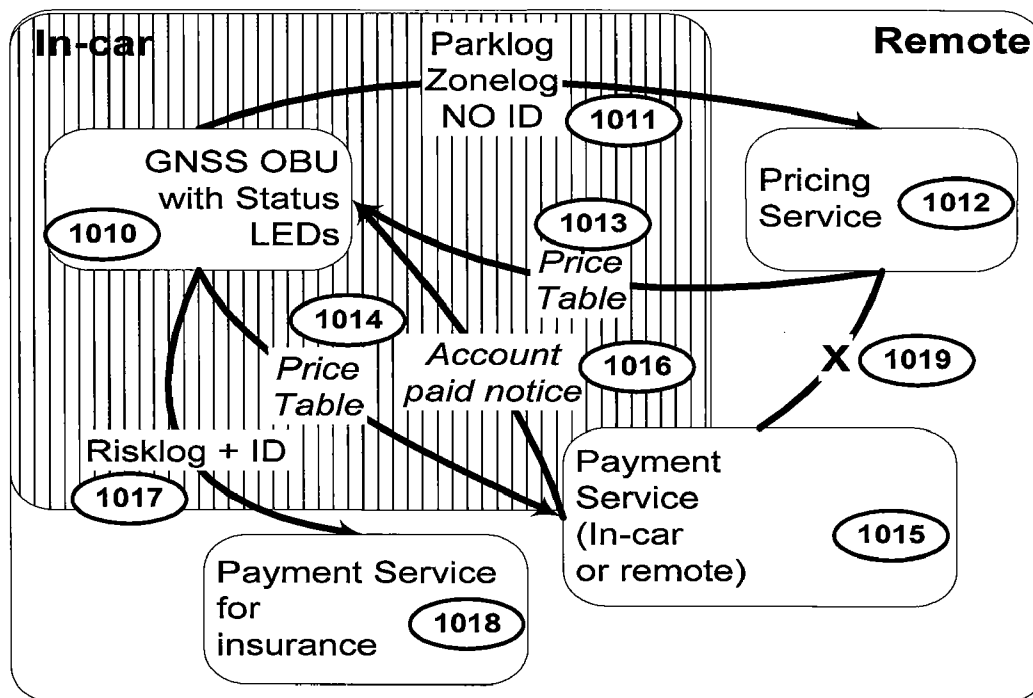 In-car
Remote
Parklog
Zonelog
NO ID
1011
GNSS OBU
with Status
LEDs
1010
Pricing
Service
1012
1013
Price
Table
1014
Price
Table
Account
paid notice
1016
X
1019
Risklog + ID
1017
Payment
Service
(In-car
or remote)
1015
Payment Service
for
insurance
1018